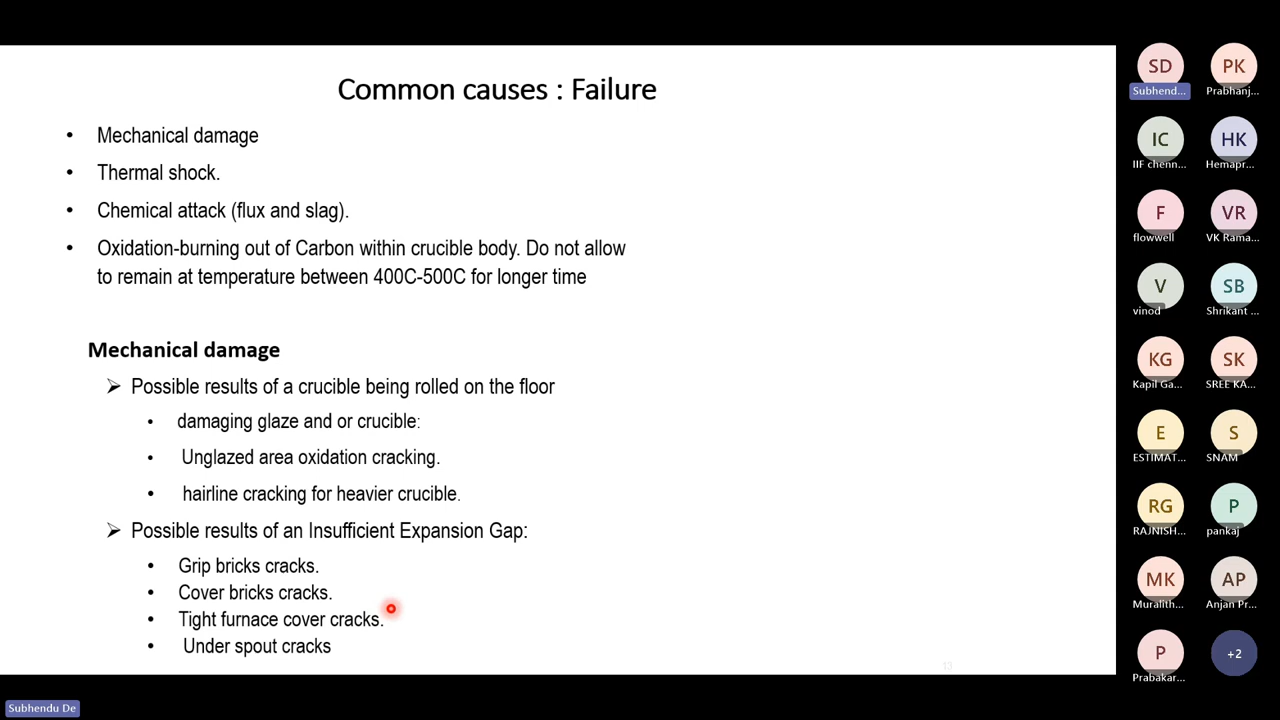 Common causes : Failure
• Mechanical damage
• Thermal shock.
• Chemical attack (flux and slag).
• Oxidation-burning out of Carbon within crucible body. Do not allow
to remain at temperature between 400C-500C for longer time
Mechanical damage
➢ Possible results of a crucible being rolled on the floor
• damaging glaze and or crucible:
• Unglazed area oxidation cracking.
• hairline cracking for heavier crucible.
➢ Possible results of an Insufficient Expansion Gap:
• Grip bricks cracks.
• Cover bricks cracks.
• Tight furnace cover cracks.
• Under spout cracks
13
SD
Subhend...
PK
Prabhanj...
IC
IIF chenn...
HK
Hemapr...
F
flowwell
VR
VK Rama...
V
vinod
SB
Shrikant ...
KG
Kapil Ga...
SK
SREE KA...
E
ESTIMAT...
S
SNAM
RG
RAJNISH...
P
pankaj
MK
Muralith...
AP
Anjan Pr...
P
Prabakar...
+2
Subhendu De